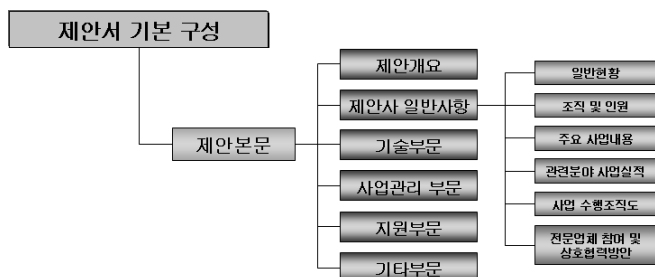 제안서 기본 구성
제안본문
제안개요
제안사 일반사항
기술부문
사업관리 부문
지원부문
기타부문
일반현황
조직 및 인원
주요 사업내용
관련분야 사업실적
사업 수행조직도
전문업체 참여 및
상호협력방안